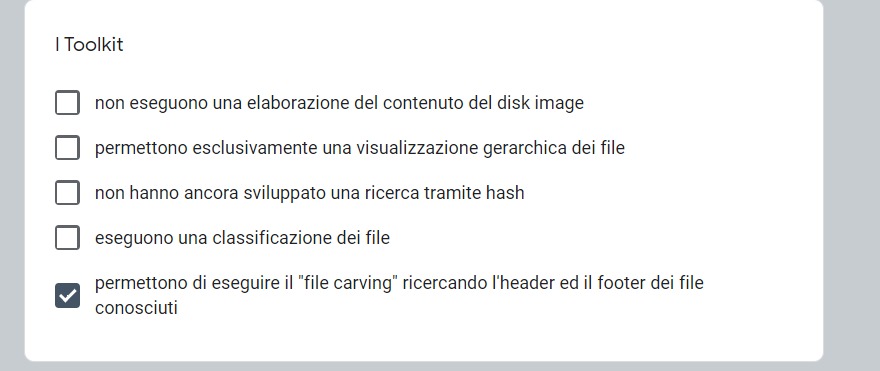 I Toolkit
non eseguono una elaborazione del contenuto del disk image
permettono esclusivamente una visualizzazione gerarchica dei file
non hanno ancora sviluppato una ricerca tramite hash
eseguono una classificazione dei file
permettono di eseguire il "file carving" ricercando l'header ed il footer dei file
conosciuti